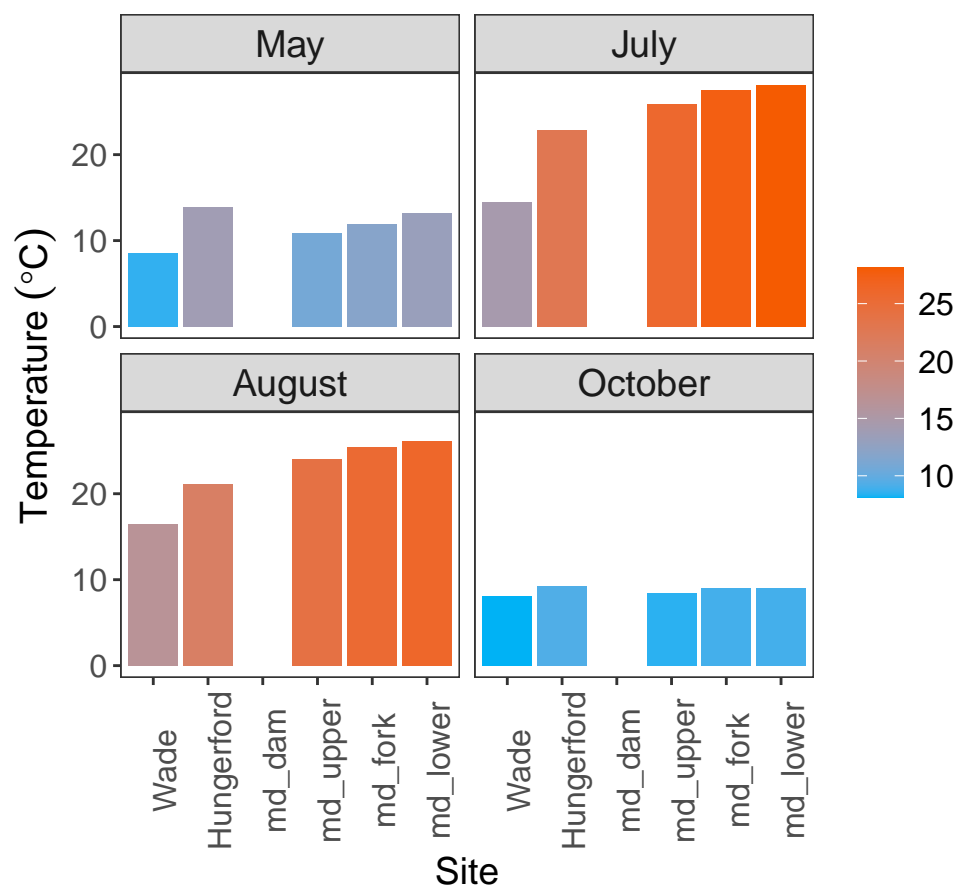 May
July
20
10
0
August
October
20
10
0
Temperature (°C)
Wade
Hungerford
md_dam
md_upper
md_fork
md_lower
Wade
Hungerford
md_dam
md_upper
md_fork
md_lower
Site
25
20
15
10